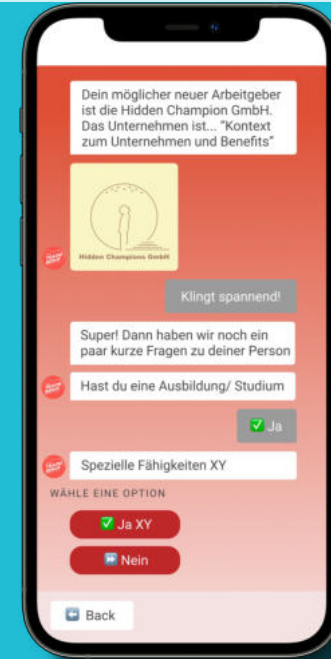 Dein möglicher neuer Arbeitgeber
ist die Hidden Champion GmbH.
Das Unternehmen ist... “Kontext
zum Unternehmen und Benefits”
Hidden Champions GmbH
Klingt spannend!
Super! Dann haben wir noch ein
paar kurze Fragen zu deiner Person
Hast du eine Ausbildung/ Studium
✅ Ja
Spezielle Fähigkeiten XY
WÄHLE EINE OPTION
✅ Ja XY
⏩ Nein
⬅️ Back